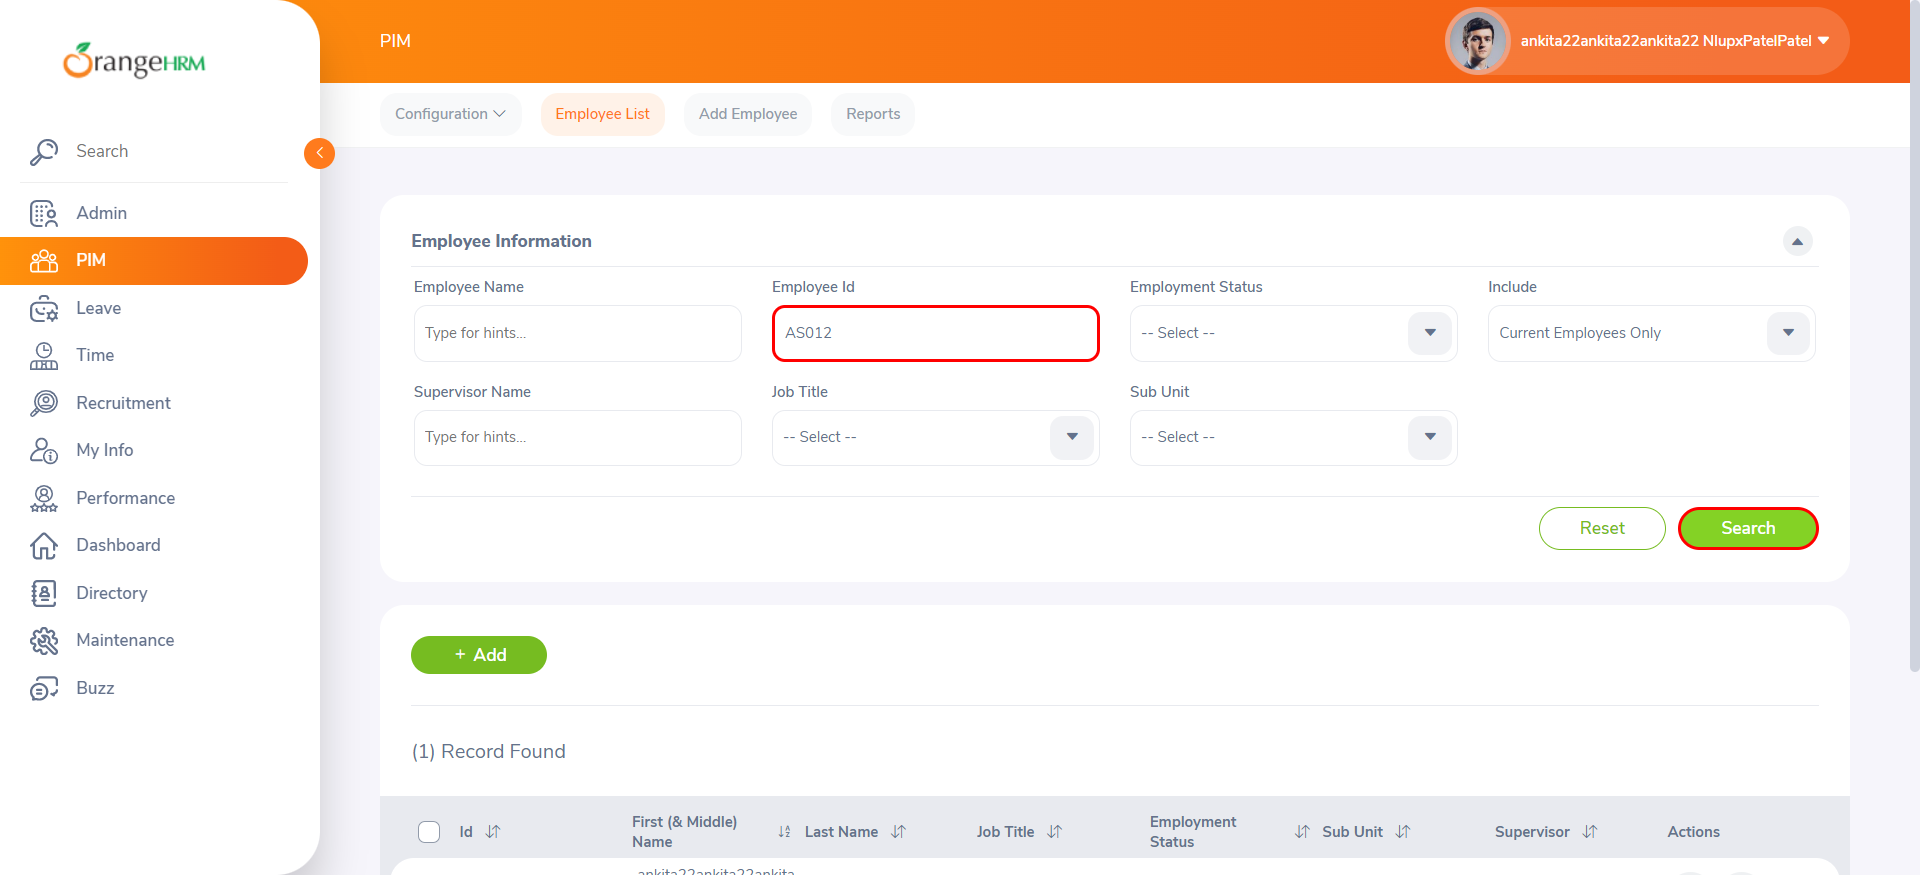 OrangeHRM
PIM
ankita22ankita22ankita22 NlupxPatelPatel
Configuration
Employee List
Add Employee
Reports
Search
Admin
PIM
Leave
Time
Recruitment
My Info
Performance
Dashboard
Directory
Maintenance
Buzz
Employee Information
Employee Name
Employee Id
Employment Status
Include
Type for hints...
AS012
-- Select --
Current Employees Only
Supervisor Name
Job Title
Sub Unit
Type for hints...
-- Select --
-- Select --
Reset
Search
+ Add
(1) Record Found
Id
First (& Middle)
Name
Last Name
Job Title
Employment
Status
Sub Unit
Supervisor
Actions
ankita22ankita22ankita